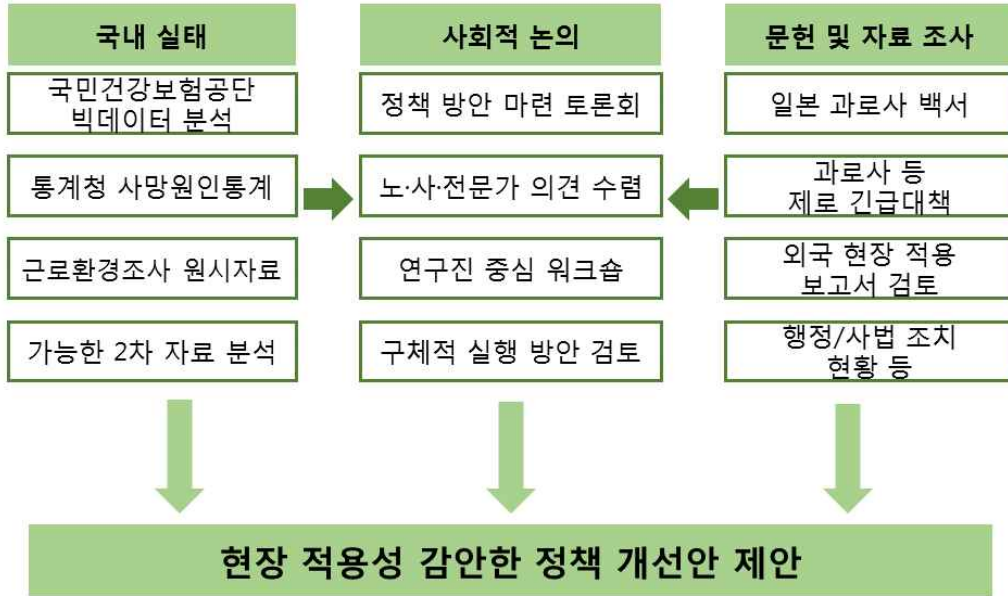 국내 실태
국민건강보험공단
빅데이터 분석
통계청 사망원인통계
근로환경조사 원시자료
가능한 2차 자료 분석
사회적 논의
정책 방안 마련 토론회
노·사·전문가 의견 수렴
연구진 중심 워크숍
구체적 실행 방안 검토
문헌 및 자료 조사
일본 과로사 백서
과로사 등
제로 긴급대책
외국 현장 적용
보고서 검토
행정/사법 조치
현황 등
현장 적용성 감안한 정책 개선안 제안